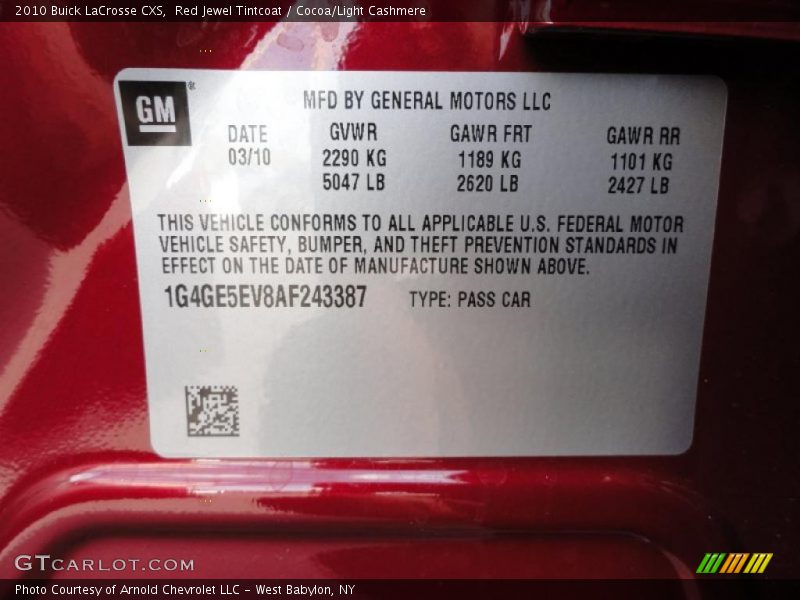 2010 Buick LaCrosse CXS,  Red Jewel Tintcoat / Cocoa/Light Cashmere
GM®
MFD BY GENERAL MOTORS LLC
DATE GVWR GAWR FRT GAWR RR
03/10 2290 KG 1189 KG 1101 KG
5047 LB 2620 LB 2427 LB
THIS VEHICLE CONFORMS TO ALL APPLICABLE U.S. FEDERAL MOTOR
VEHICLE SAFETY, BUMPER, AND THEFT PREVENTION STANDARDS IN
EFFECT ON THE DATE OF MANUFACTURE SHOWN ABOVE.
1G4GE5EV8AF243387 TYPE: PASS CAR
GTCARLOT.COM
Photo Courtesy of Arnold Chevrolet LLC - West Babylon, NY